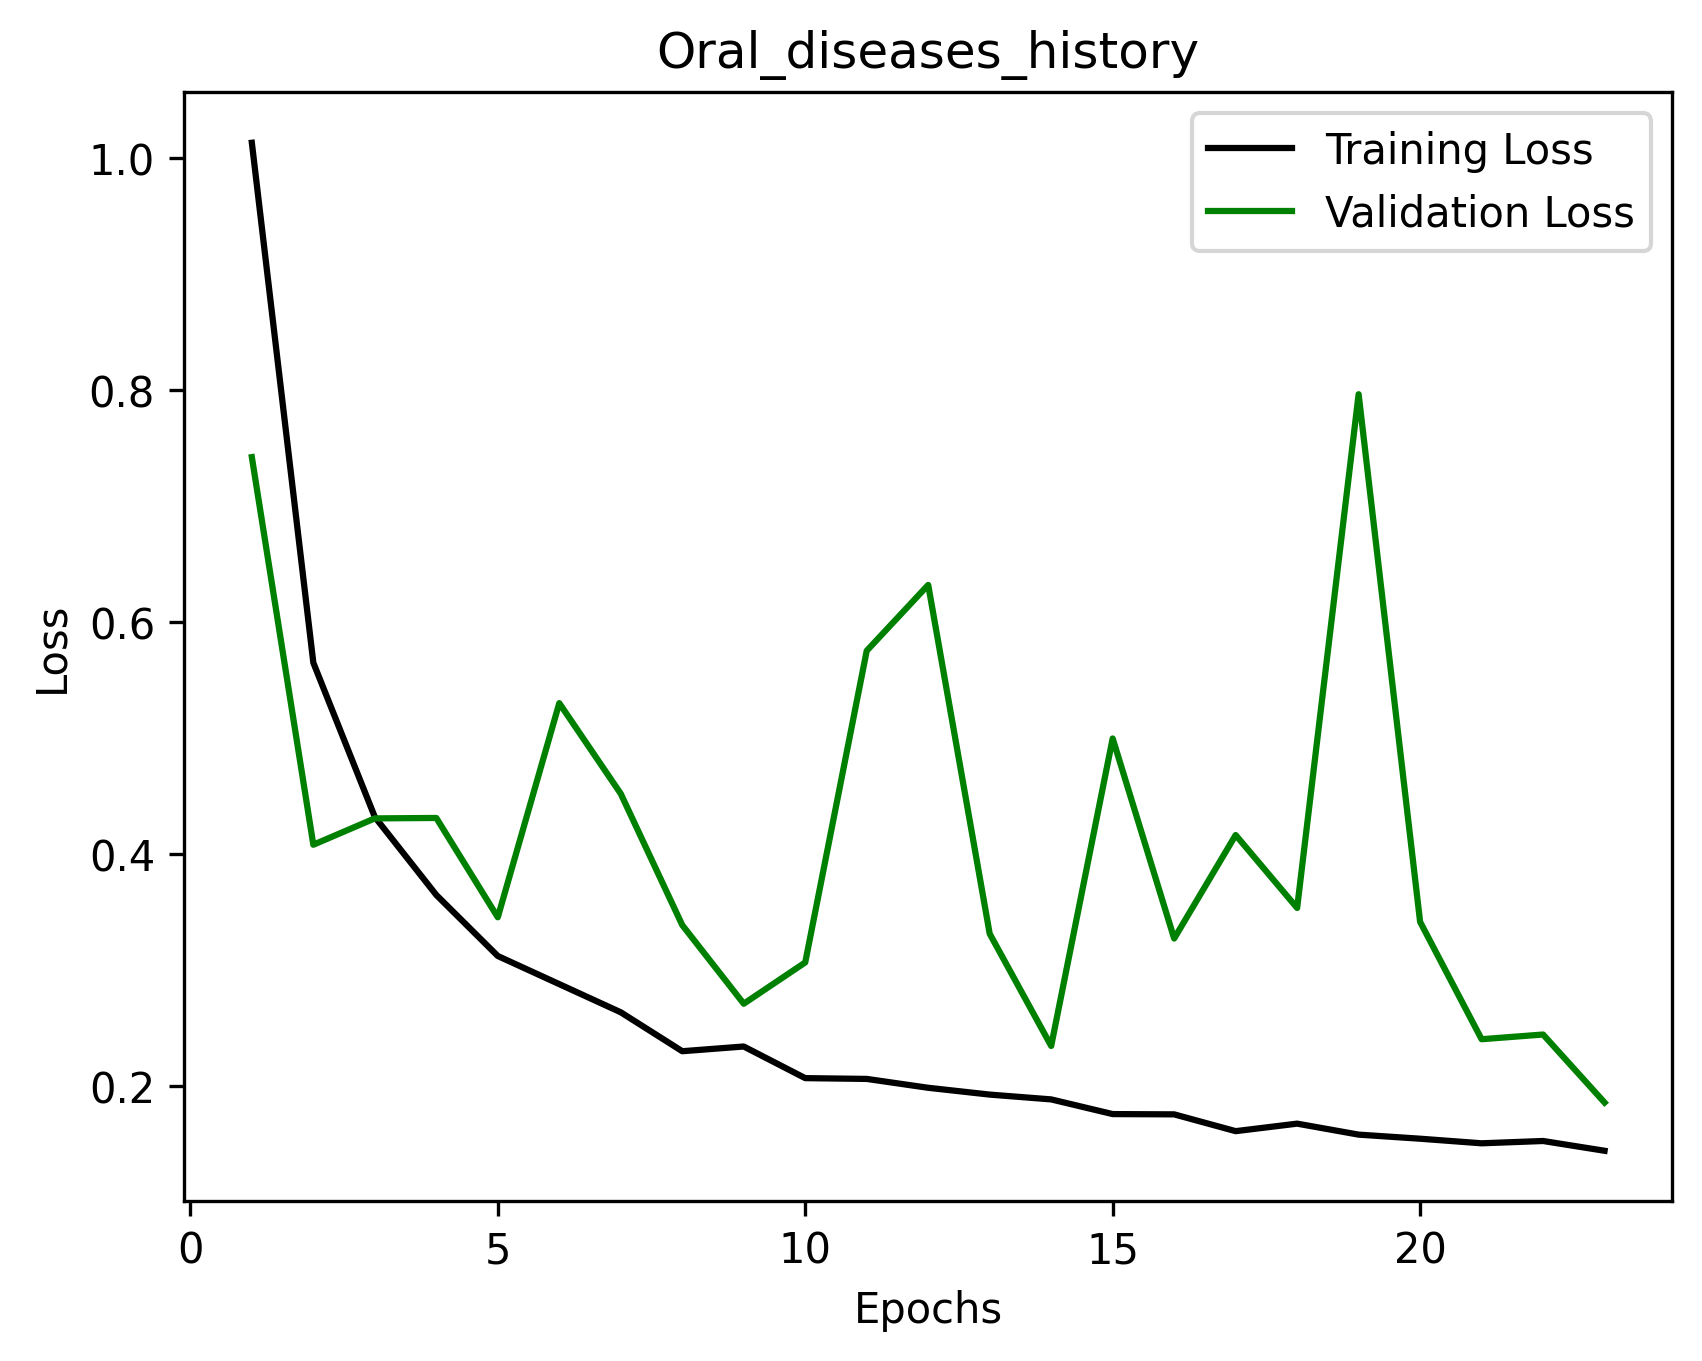 Oral_diseases_history
Training Loss
Validation Loss
1.0
0.8
0.6
0.4
0.2
Loss
0 5 10 15 20
Epochs